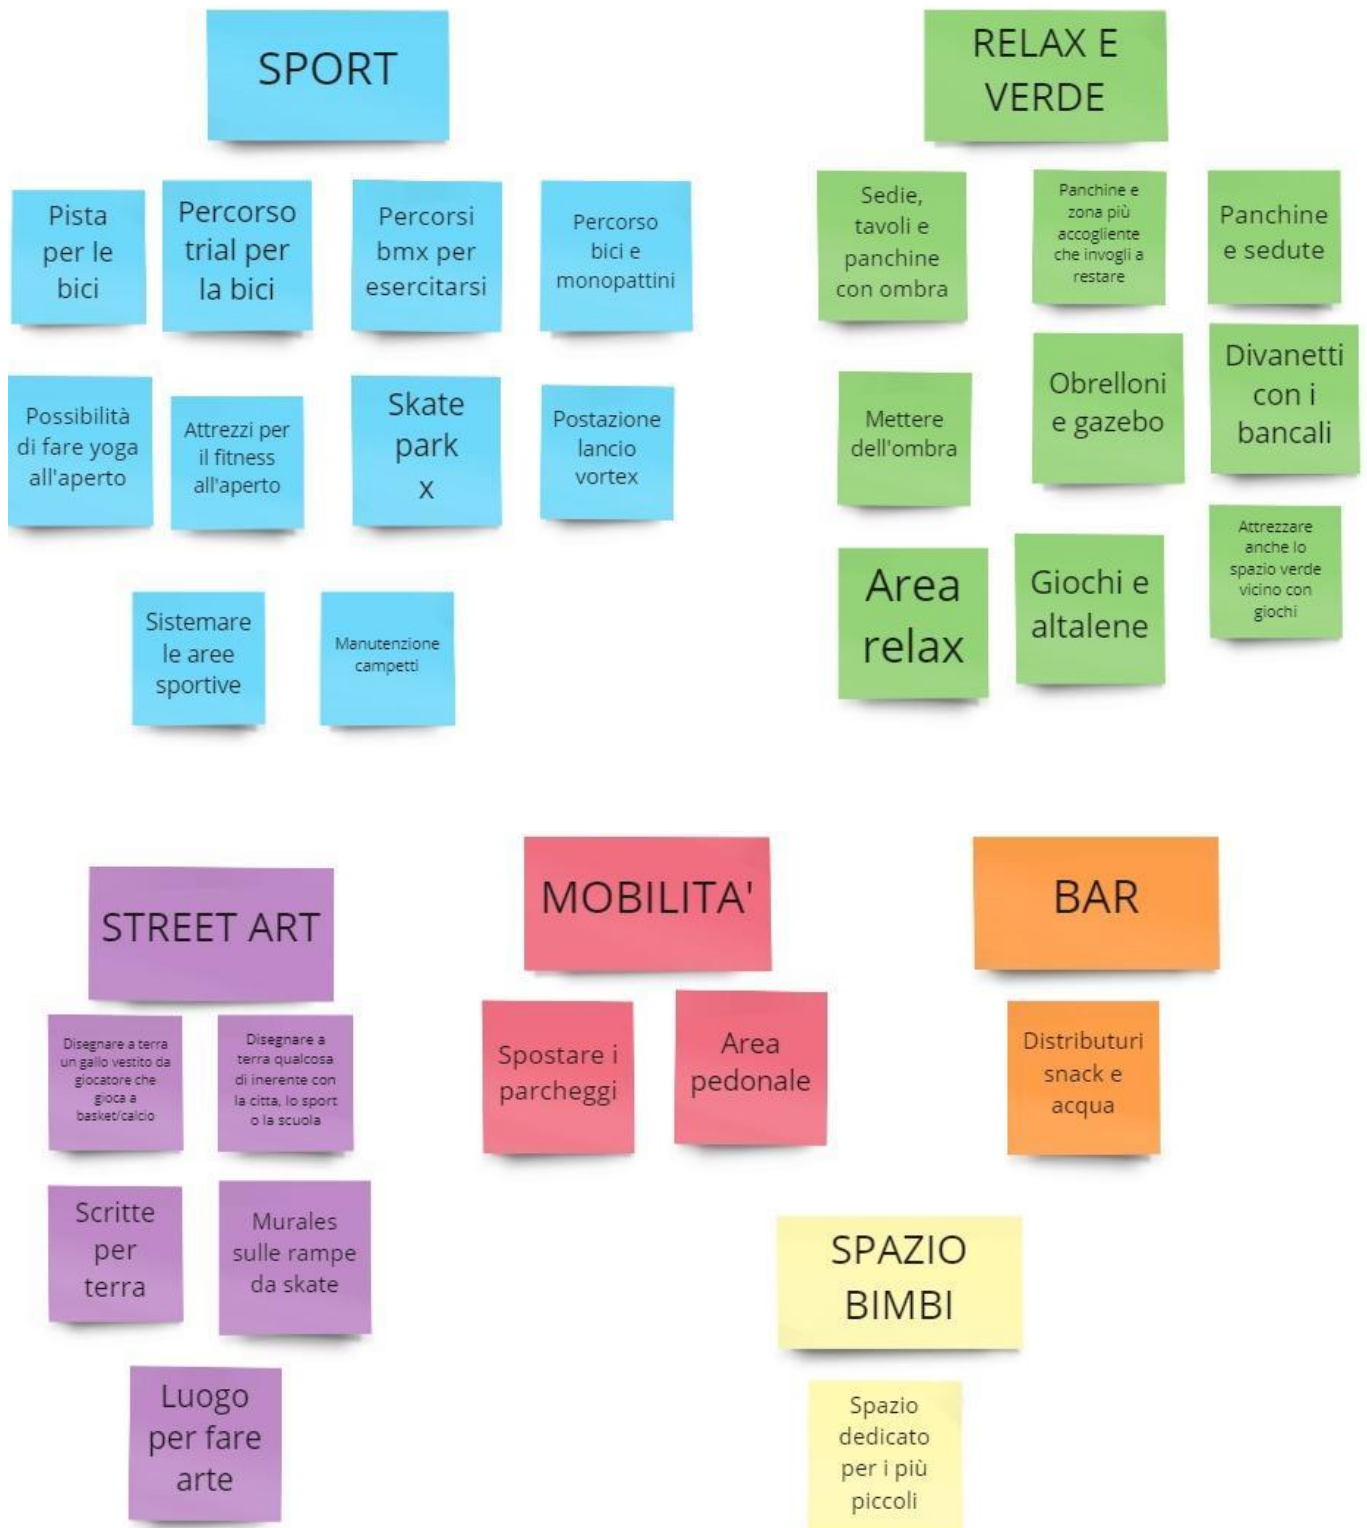 SPORT
Pista
per le
bici
Percorso
trial per
la bici
Percorsi
bmx per
esercitarsi
Percorso
bici e
monopattini
Possibilità
di fare yoga
all'aperto
Attrezzi per
il fitness
all'aperto
Skate
park
x
Postazione
lancio
vortex
Sistemare
le aree
sportive
Manutenzione
campetti
RELAX E
VERDE
Sedie,
tavoli e
panchine
con ombra
Panchine e
zona più
accogliente
che invogli a
restare
Panchine
e sedute
Mettere
dell'ombra
Obrelloni
e gazebo
Divanetti
con i
bancali
Area
relax
Giochi e
altalene
Attrezzare
anche lo
spazio verde
vicino con
giochi
STREET ART
Disegnare a terra
un gallo vestito da
giocatore che
gioca a
basket/calcio
Disegnare a
terra qualcosa
di inerente con
la citta, lo sport
o la scuola
Scritte
per
terra
Murales
sulle rampe
da skate
Luogo
per fare
arte
MOBILITA'
Spostare i
parcheggi
Area
pedonale
BAR
Distributuri
snack e
acqua
SPAZIO
BIMBI
Spazio
dedicato
per i più
piccoli